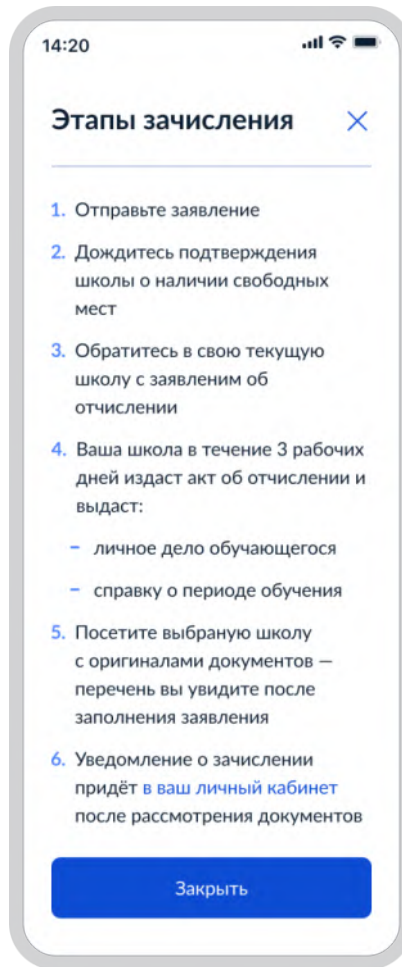 14:20
Этапы зачисления
1. Отправьте заявление
2. Дождитесь подтверждения
школы о наличии свободных
мест
3. Обратитесь в свою текущую
школу с заявленим об
отчислении
4. Ваша школа в течение 3 рабочих
дней издаст акт об отчислении и
выдаст:
– личное дело обучающегося
– справку о периоде обучения
5. Посетите выбраную школу
с оригиналами документов —
перечень вы увидите после
заполнения заявления
6. Уведомление о зачислении
придёт в ваш личный кабинет
после рассмотрения документов
Закрыть